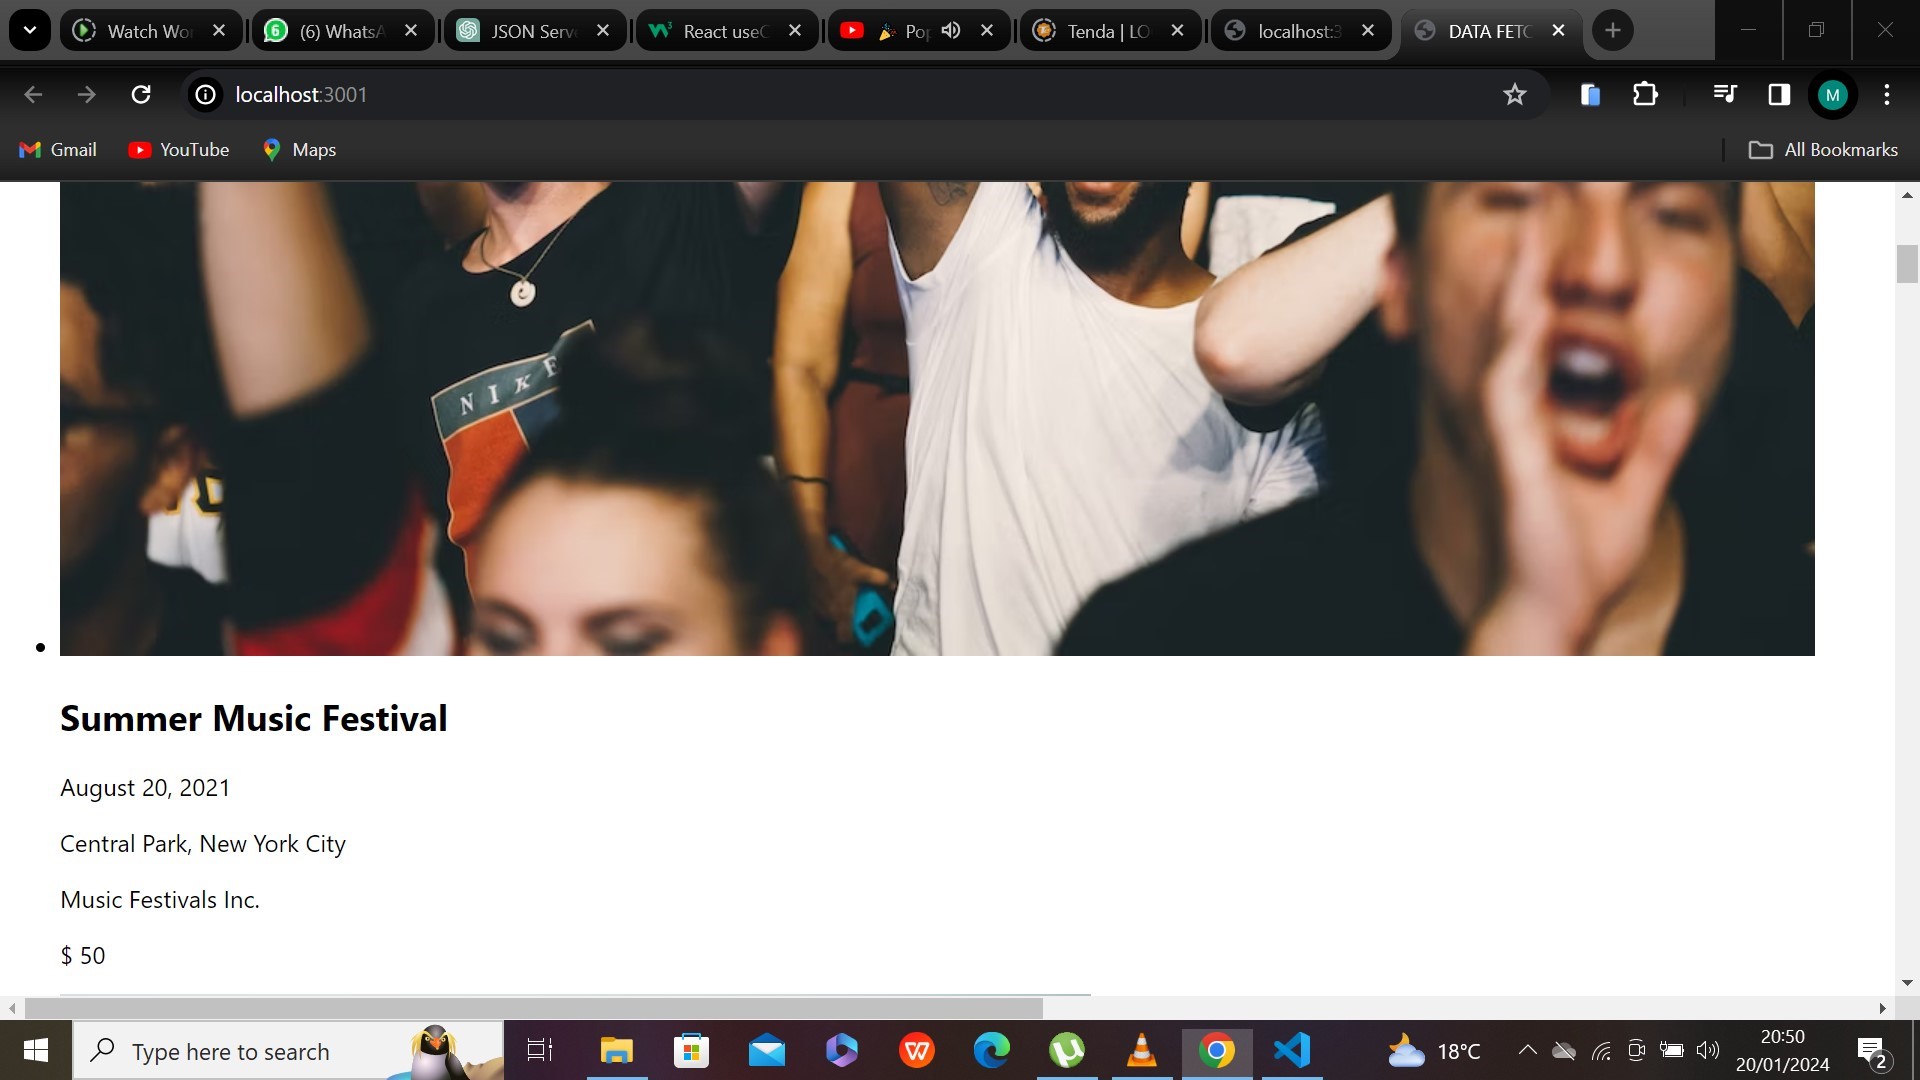 Watch Wo
(6) WhatsA
JSON Serv
React useC
Pop
Tenda | LO
localhost:3
DATA FETC
localhost:3001
M
Gmail
YouTube
Maps
All Bookmarks
NIKE
Summer Music Festival
August 20, 2021
Central Park, New York City
Music Festivals Inc.
$ 50
Type here to search
18°C
20:50
20/01/2024
2